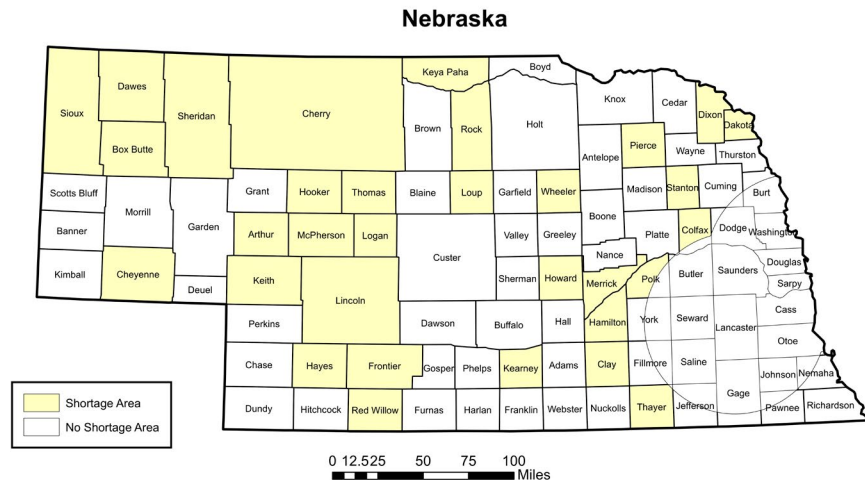 Nebraska
Boyd
Keya Paha
Dawes
Sioux
Sheridan
Cherry
Knox
Cedar
Dixon
Dakota
Brown
Rock
Holt
Box Butte
Antelope
Pierce
Wayne
Thurston
Scotts Bluff
Grant
Hooker
Thomas
Blaine
Loup
Garfield
Wheeler
Madison
Stanton
Cuming
Burt
Morrill
Garden
Boone
Banner
Arthur
McPherson
Logan
Custer
Valley
Greeley
Platte
Colfax
Dodge
Washington
Nance
Kimball
Cheyenne
Deuel
Keith
Lincoln
Sherman
Howard
Merrick
Polk
Butler
Saunders
Douglas
Sarpy
Perkins
Dawson
Buffalo
Hall
Hamilton
York
Seward
Lancaster
Cass
Otoe
Chase
Hayes
Frontier
Gosper
Phelps
Kearney
Adams
Clay
Fillmore
Saline
Johnson
Nemaha
Gage
Dundy
Hitchcock
Red Willow
Furnas
Harlan
Franklin
Webster
Nuckolls
Thayer
Jefferson
Pawnee
Richardson
Shortage Area
No Shortage Area
0 12.525 50 75 100
Miles